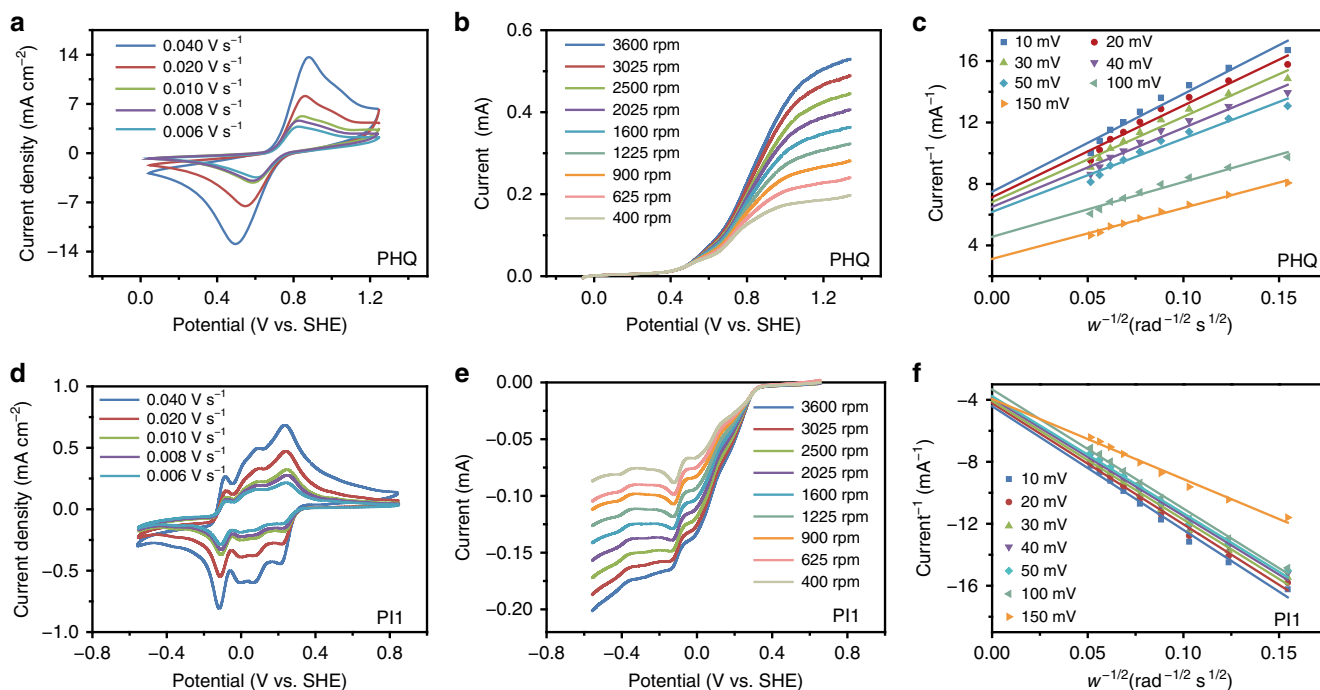 a
Current density (mA cm⁻²)
14
7
0
−7
−14
0.040 V s⁻¹
0.020 V s⁻¹
0.010 V s⁻¹
0.008 V s⁻¹
0.006 V s⁻¹
PHQ
0.0 0.4 0.8 1.2
Potential (V vs. SHE)
b
Current (mA)
0.6
0.4
0.2
0.0
3600 rpm
3025 rpm
2500 rpm
2025 rpm
1600 rpm
1225 rpm
900 rpm
625 rpm
400 rpm
PHQ
0.0 0.4 0.8 1.2
Potential (V vs. SHE)
c
Current⁻¹ (mA⁻¹)
16
12
8
4
10 mV 20 mV
30 mV 40 mV
50 mV 100 mV
150 mV
PHQ
0.00 0.05 0.10 0.15
w⁻¹/²(rad⁻¹/² s¹/²)
d
Current density (mA cm⁻²)
1.0
0.5
0.0
−0.5
−1.0
0.040 V s⁻¹
0.020 V s⁻¹
0.010 V s⁻¹
0.008 V s⁻¹
0.006 V s⁻¹
PI1
−0.8 −0.4 0.0 0.4 0.8
Potential (V vs. SHE)
e
Current (mA)
0.00
−0.05
−0.10
−0.15
−0.20
3600 rpm
3025 rpm
2500 rpm
2025 rpm
1600 rpm
1225 rpm
900 rpm
625 rpm
400 rpm
PI1
−0.8 −0.4 0.0 0.4 0.8
Potential (V vs. SHE)
f
Current⁻¹ (mA⁻¹)
−4
−8
−12
−16
10 mV
20 mV
30 mV
40 mV
50 mV
100 mV
150 mV
PI1
0.00 0.05 0.10 0.15
w⁻¹/²(rad⁻¹/² s¹/²)